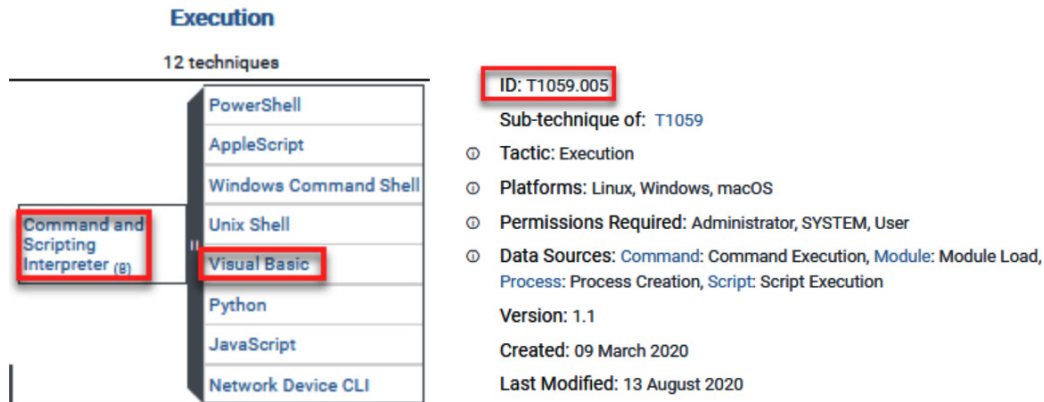 Execution
12 techniques
Command and
Scripting
Interpreter (8)
PowerShell
AppleScript
Windows Command Shell
Unix Shell
Visual Basic
Python
JavaScript
Network Device CLI
ID: T1059.005
Sub-technique of: T1059
Tactic: Execution
Platforms: Linux, Windows, macOS
Permissions Required: Administrator, SYSTEM, User
Data Sources: Command: Command Execution, Module: Module Load,
Process: Process Creation, Script: Script Execution
Version: 1.1
Created: 09 March 2020
Last Modified: 13 August 2020